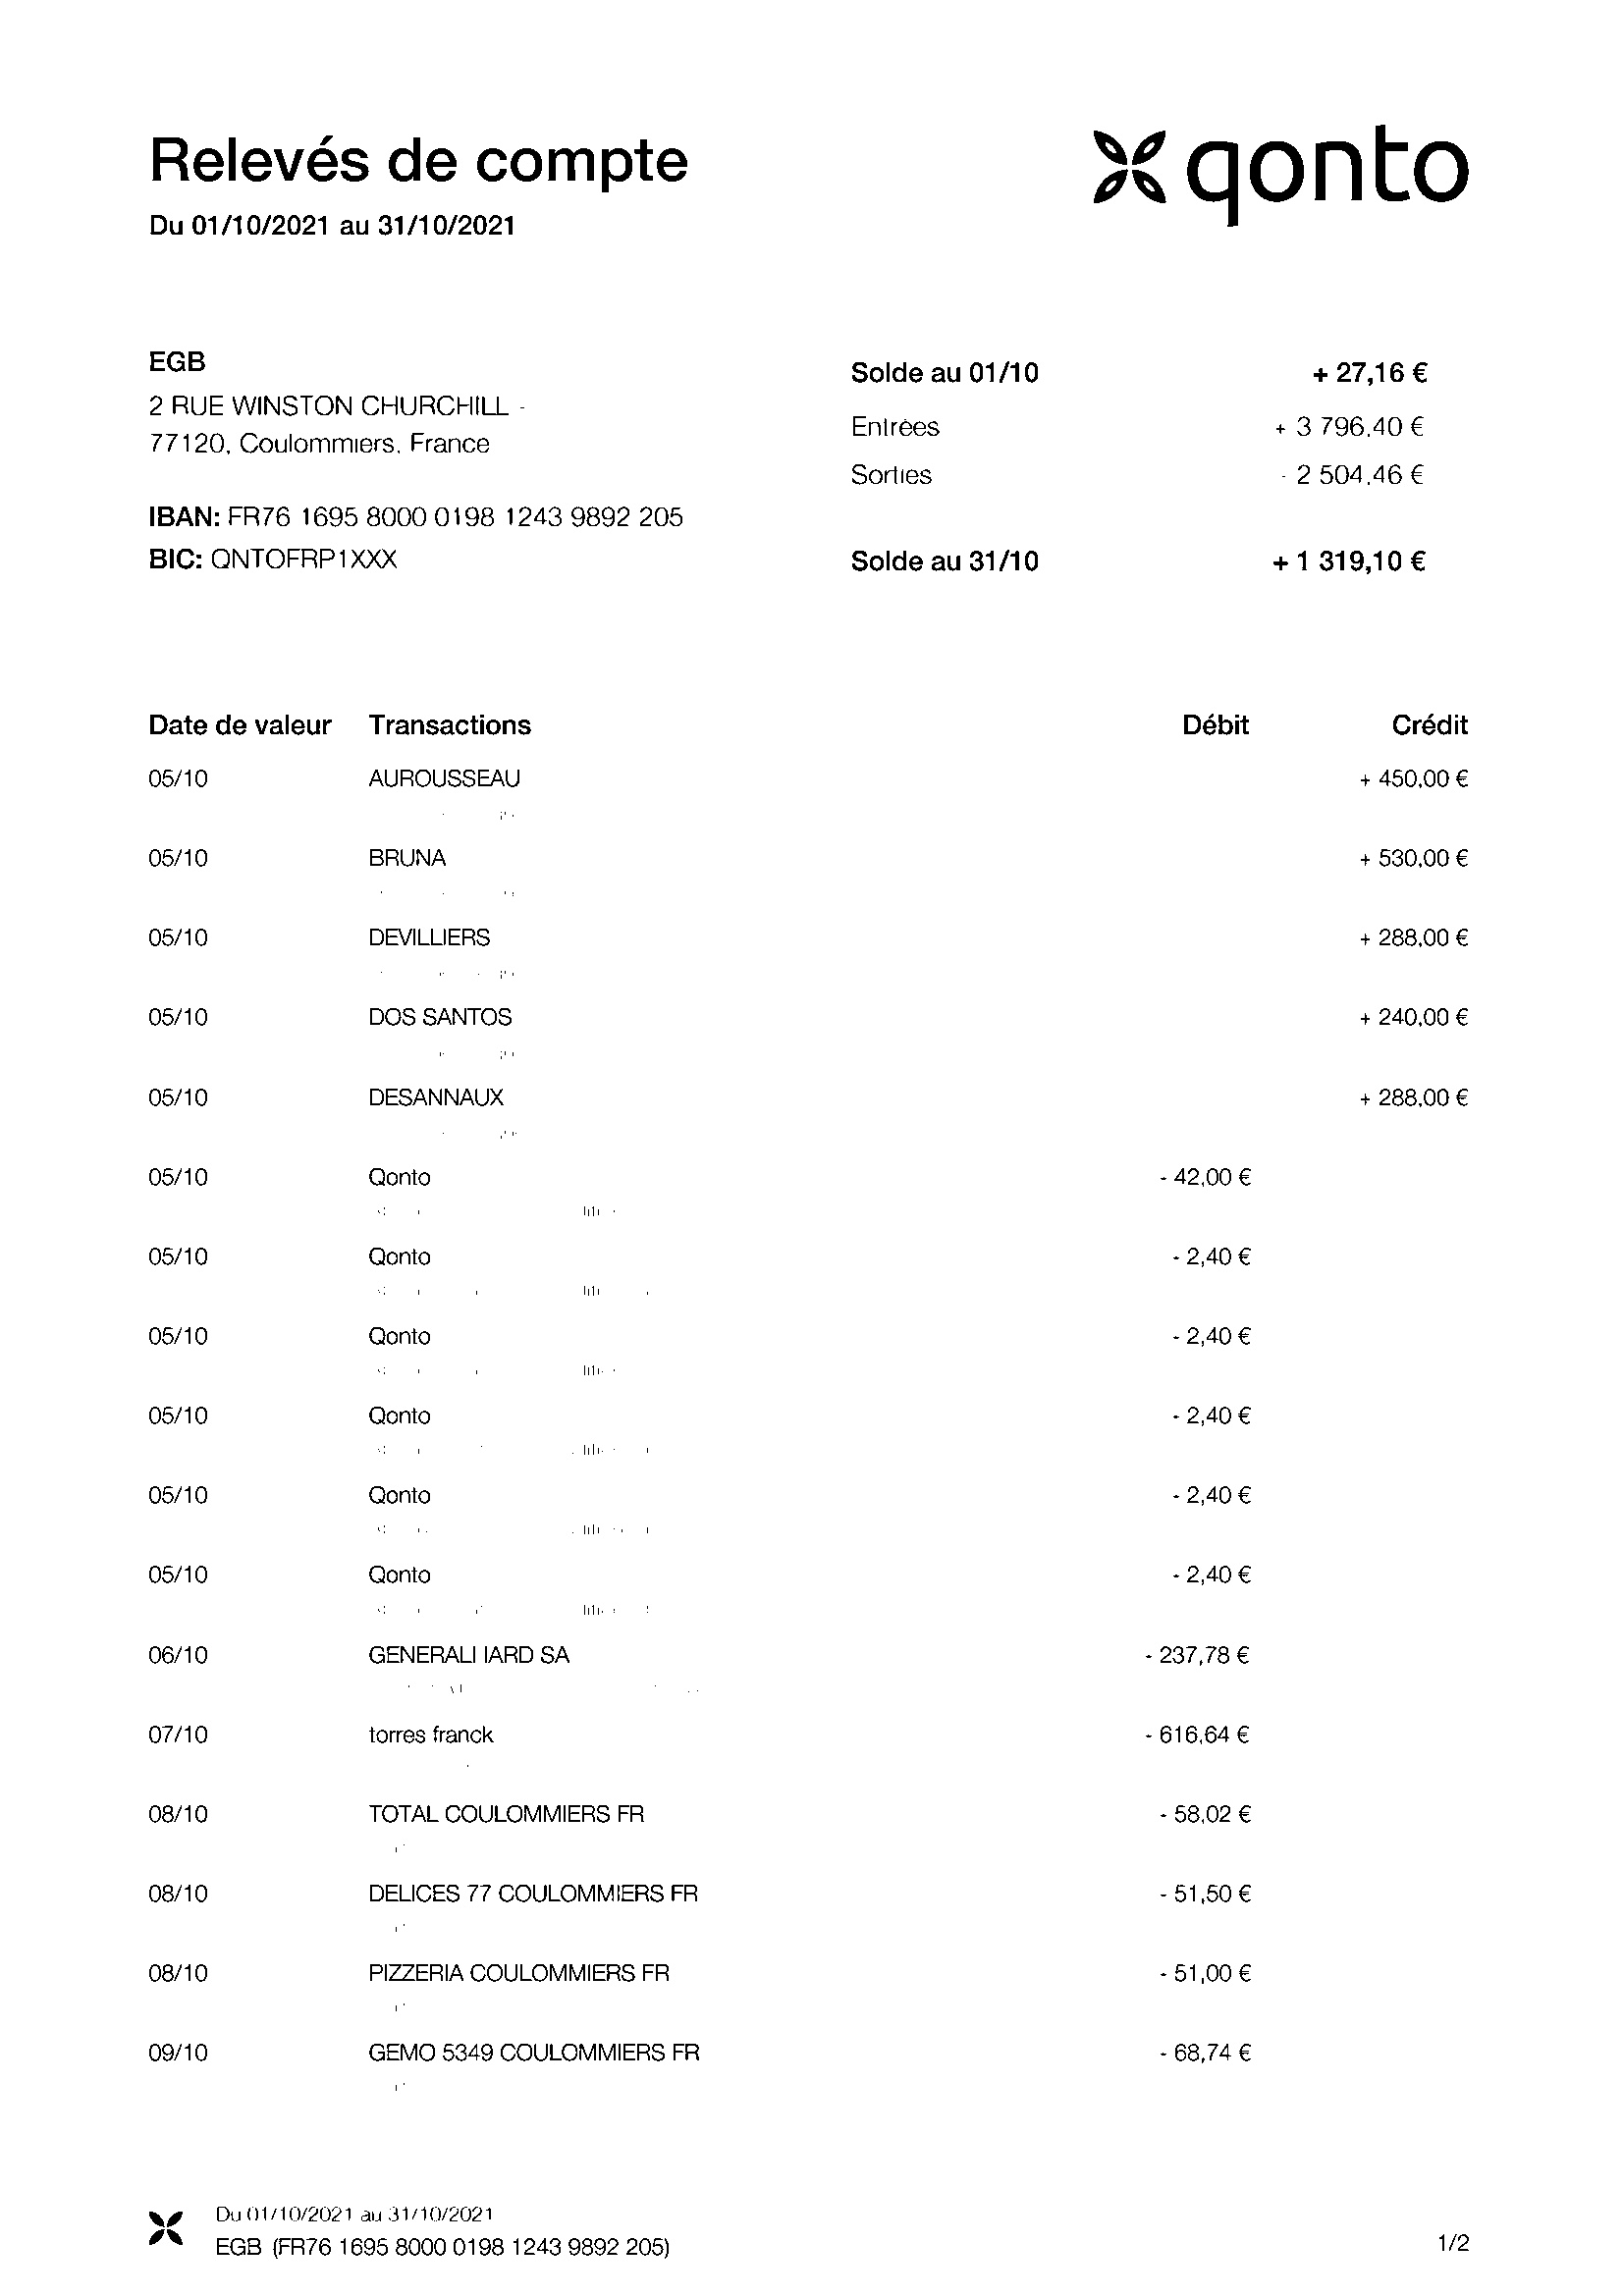 Relevés de compte
qonto
Du 01/10/2021 au 31/10/2021
EGB
2 RUE WINSTON CHURCHILL -
77120, Coulommiers, France
IBAN: FR76 1695 8000 0198 1243 9892 205
BIC: QNTOFRP1XXX
Solde au 01/10 + 27,16 €
Entrées + 3 796,40 €
Sorties - 2 504,46 €
Solde au 31/10 + 1 319,10 €
Date de valeur Transactions Débit Crédit
05/10 AUROUSSEAU + 450,00 €
05/10 BRUNA + 530,00 €
05/10 DEVILLIERS + 288,00 €
05/10 DOS SANTOS + 240,00 €
05/10 DESANNAUX + 288,00 €
05/10 Qonto - 42,00 €
05/10 Qonto - 2,40 €
05/10 Qonto - 2,40 €
05/10 Qonto - 2,40 €
05/10 Qonto - 2,40 €
05/10 Qonto - 2,40 €
06/10 GENERALI IARD SA - 237,78 €
07/10 torres franck - 616,64 €
08/10 TOTAL COULOMMIERS FR - 58,02 €
08/10 DELICES 77 COULOMMIERS FR - 51,50 €
08/10 PIZZERIA COULOMMIERS FR - 51,00 €
09/10 GEMO 5349 COULOMMIERS FR - 68,74 €
Du 01/10/2021 au 31/10/2021
EGB (FR76 1695 8000 0198 1243 9892 205)
1/2